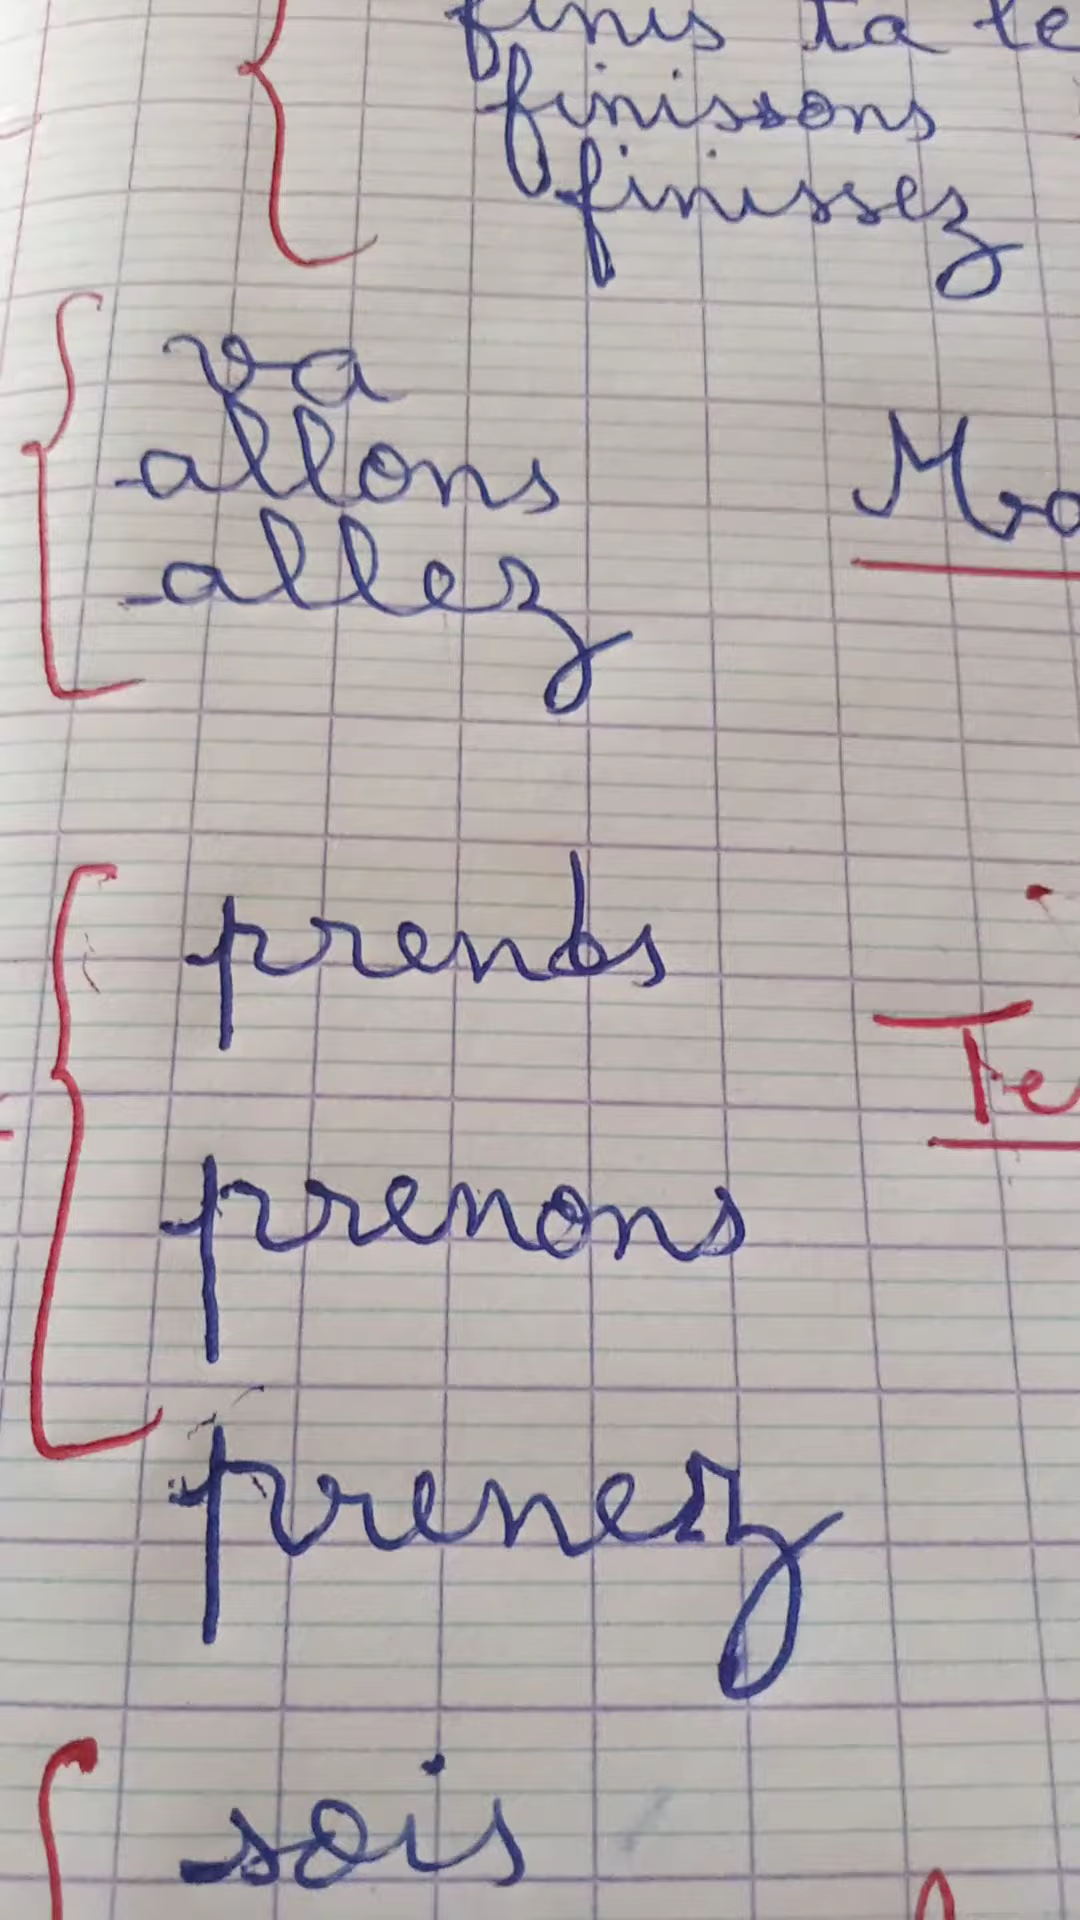 finis ta
finissons
finissez
va
allons
allez
prends
prenons
prenez
sois